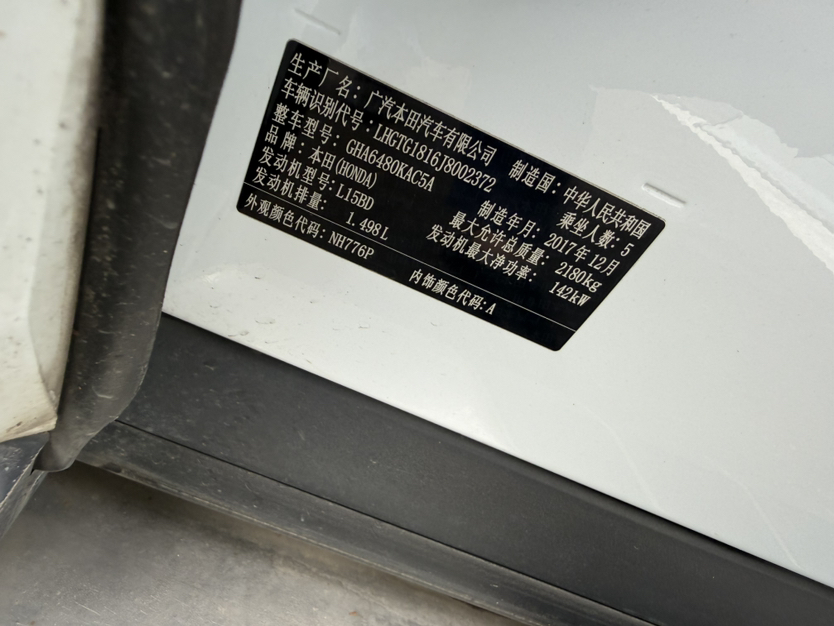 生产厂名：广汽本田汽车有限公司 制造国：中华人民共和国
车辆识别代号：LHGTG1816J8002372 乘坐人数：5
整车型号：GHA6480KAC5A 制造年月：2017年12月
品牌：本田(HONDA) 最大允许总质量：2180kg
发动机型号：L15BD 发动机最大净功率：142kW
发动机排量：1.498L
外观颜色代码：NH776P 内饰颜色代码：A